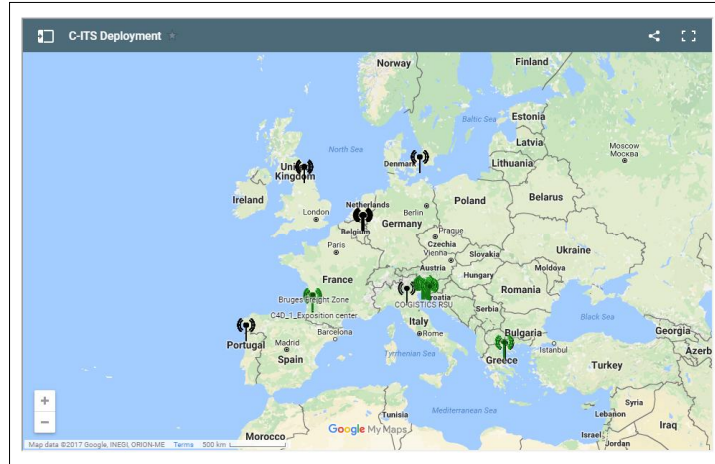 C-ITS Deployment
Norway
Finland
Baltic Sea
Estonia
North Sea
Latvia
Moscow
Москва
Denmark
Lithuania
United
Kingdom
Ireland
Belarus
London
Netherlands
Berlin
Poland
Belgium
Germany
Prague
Paris
Czechia
Ukraine
Vienna
Slovakia
Austria
Moldova
Hungary
France
Romania
Bruges Freight Zone
Croatia
CO-GISTICS RSU
Serbia
C4D_1_Exposition center
Italy
Black Sea
Bulgaria
Georgia
Barcelona
Rome
Istanbul
Azerb
Portugal
Madrid
Spain
Tyrrhenian Sea
Greece
Turkey
Syria
Tunisia
Mediterranean Sea
Lebanon
Iraq
Google My Maps
Israel
Jordan
Morocco
Map data ©2017 Google, INEGI, ORION-ME Terms 500 km